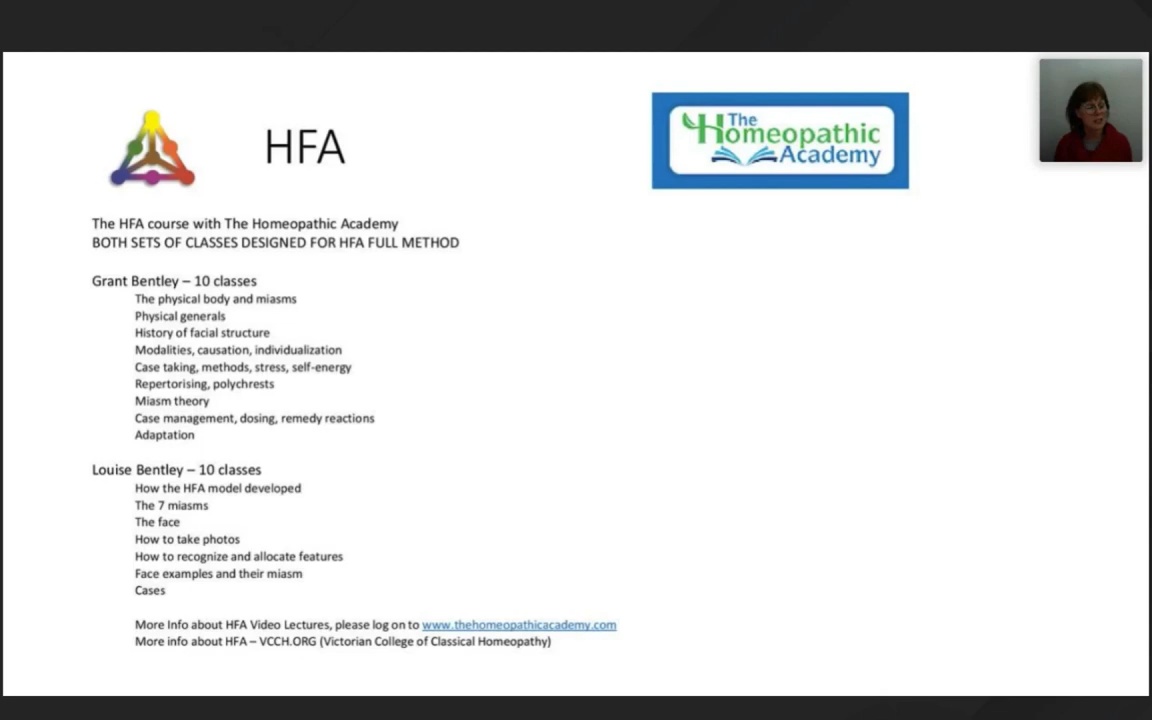 HFA
The
Homeopathic
Academy
The HFA course with The Homeopathic Academy
BOTH SETS OF CLASSES DESIGNED FOR HFA FULL METHOD
Grant Bentley – 10 classes
The physical body and miasms
Physical generals
History of facial structure
Modalities, causation, individualization
Case taking, methods, stress, self-energy
Repertorising, polychrests
Miasm theory
Case management, dosing, remedy reactions
Adaptation
Louise Bentley – 10 classes
How the HFA model developed
The 7 miasms
The face
How to take photos
How to recognize and allocate features
Face examples and their miasm
Cases
More Info about HFA Video Lectures, please log on to www.thehomeopathicacademy.com
More info about HFA – VCCH.ORG (Victorian College of Classical Homeopathy)